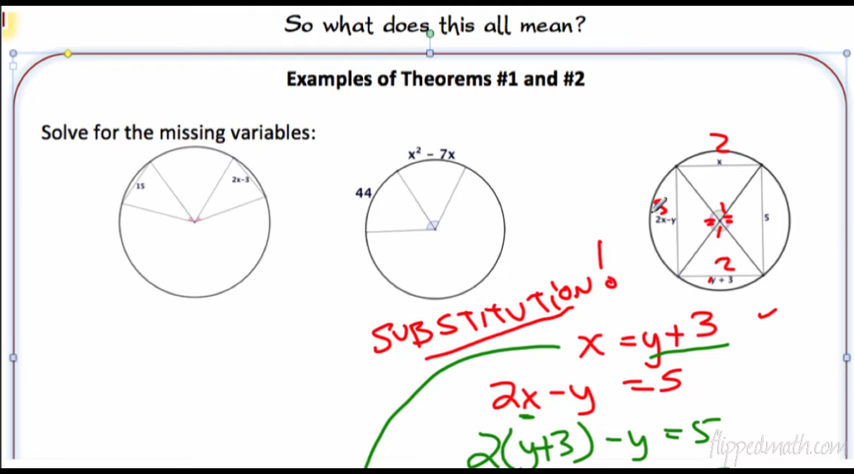 So what does this all mean?
Examples of Theorems #1 and #2
Solve for the missing variables:
15
2x-3
x² - 7x
44
2
x
5
2x-y
5
2
y + 3
SUBSTITUTION!
x = y+3
2x-y = 5
2(y+3) - y = 5
flippedmath.com